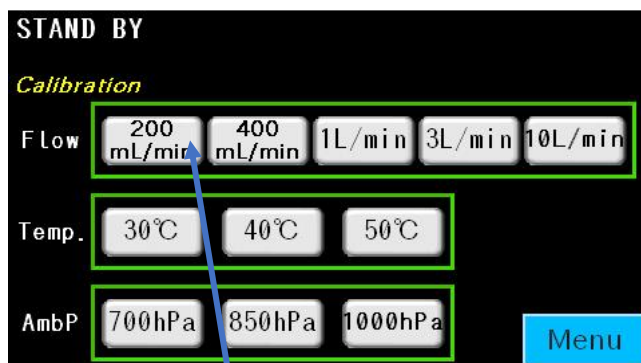 STAND BY
Calibration
Flow 200 mL/min 400 mL/min 1L/min 3L/min 10L/min
Temp. 30℃ 40℃ 50℃
AmbP 700hPa 850hPa 1000hPa
Menu